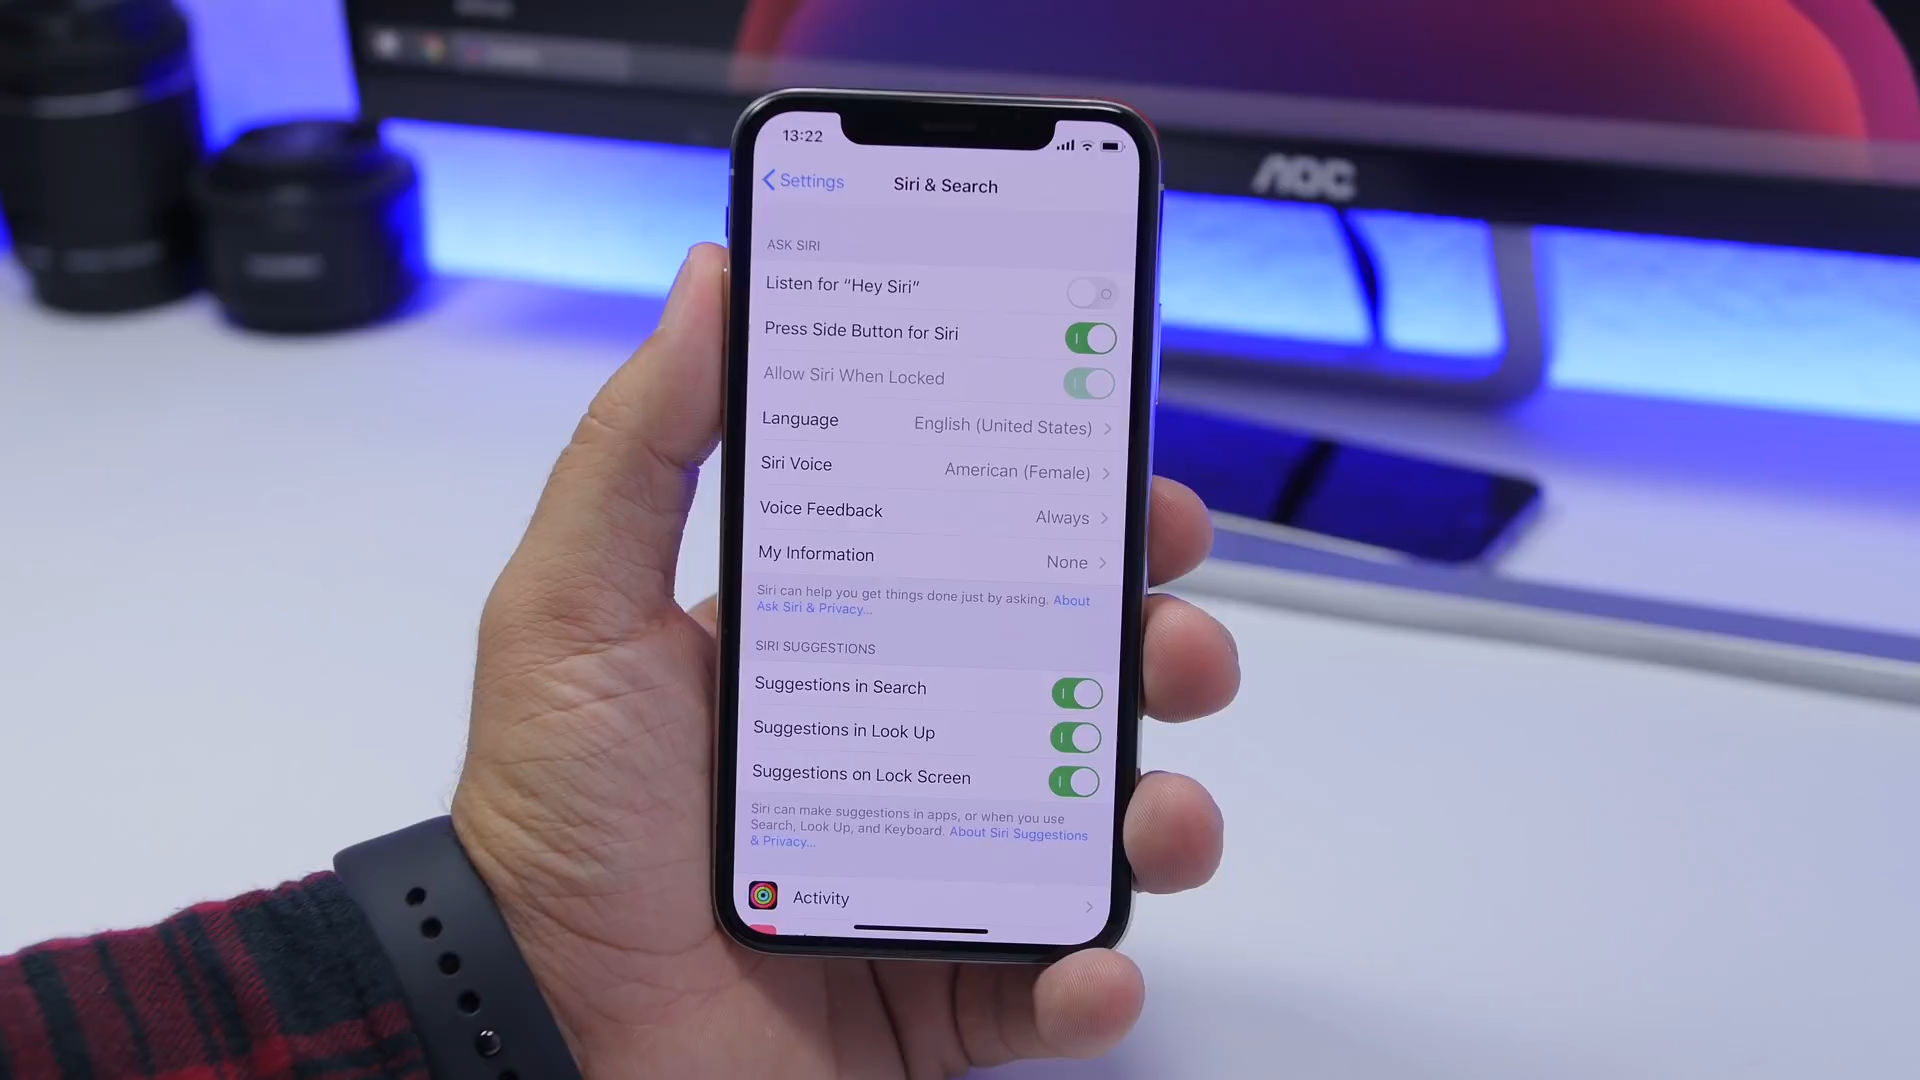 AOC
13:22
Settings
Siri & Search
ASK SIRI
Listen for “Hey Siri”
Press Side Button for Siri
Allow Siri When Locked
Language English (United States)
Siri Voice American (Female)
Voice Feedback Always
My Information None
Siri can help you get things done just by asking. About
Ask Siri & Privacy...
SIRI SUGGESTIONS
Suggestions in Search
Suggestions in Look Up
Suggestions on Lock Screen
Siri can make suggestions in apps, or when you use
Search, Look Up, and Keyboard. About Siri Suggestions
& Privacy...
Activity